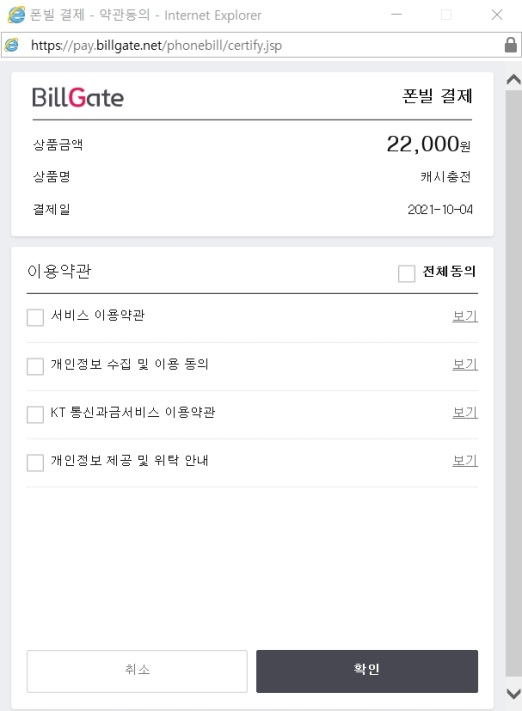 폰빌 결제 - 약관동의 - Internet Explorer
https://pay.billgate.net/phonebill/certify.jsp
BillGate 폰빌 결제
상품금액 22,000원
상품명 캐시충전
결제일 2021-10-04
이용약관 전체동의
서비스 이용약관 보기
개인정보 수집 및 이용 동의 보기
KT 통신과금서비스 이용약관 보기
개인정보 제공 및 위탁 안내 보기
취소 확인